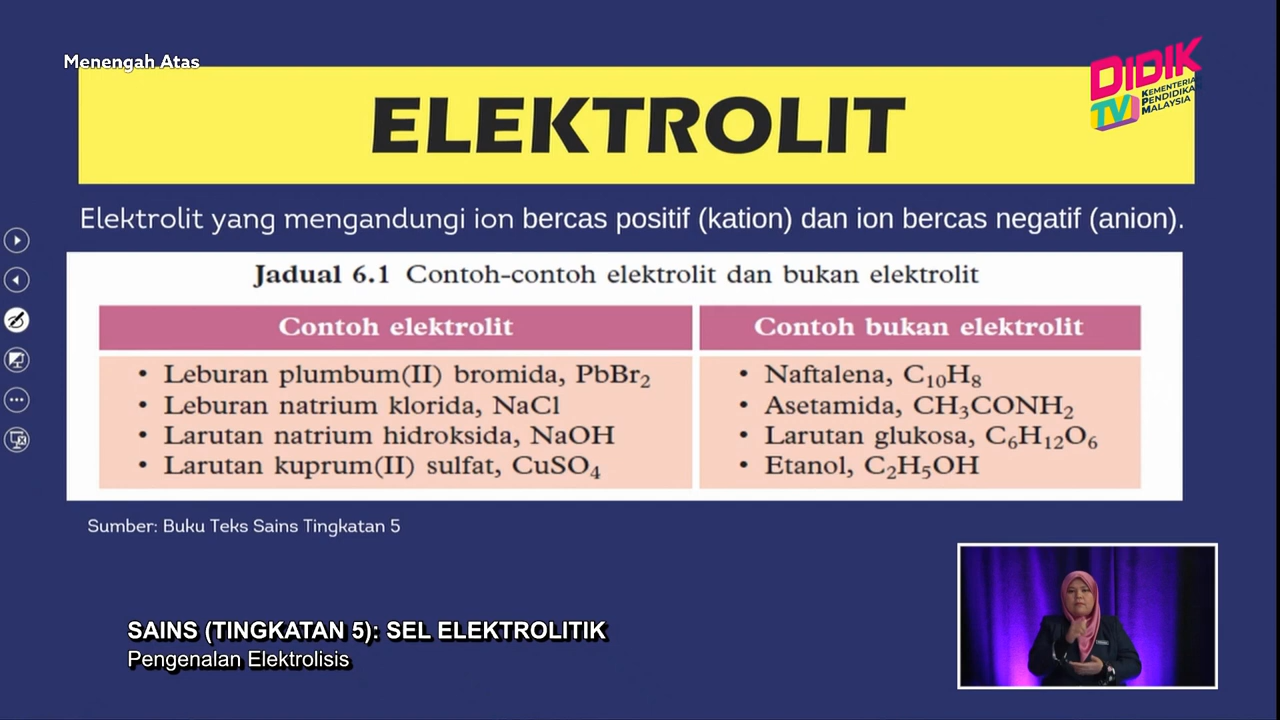 Menengah Atas
DIDIK
TV
KEMENTERIAN
PENDIDIKAN
MALAYSIA
ELEKTROLIT
Elektrolit yang mengandungi ion bercas positif (kation) dan ion bercas negatif (anion).
Jadual 6.1 Contoh-contoh elektrolit dan bukan elektrolit
Contoh elektrolit
• Leburan plumbum(II) bromida, PbBr₂
• Leburan natrium klorida, NaCl
• Larutan natrium hidroksida, NaOH
• Larutan kuprum(II) sulfat, CuSO₄
Contoh bukan elektrolit
• Naftalena, C₁₀H₈
• Asetamida, CH₃CONH₂
• Larutan glukosa, C₆H₁₂O₆
• Etanol, C₂H₅OH
Sumber: Buku Teks Sains Tingkatan 5
SAINS (TINGKATAN 5): SEL ELEKTROLITIK
Pengenalan Elektrolisis